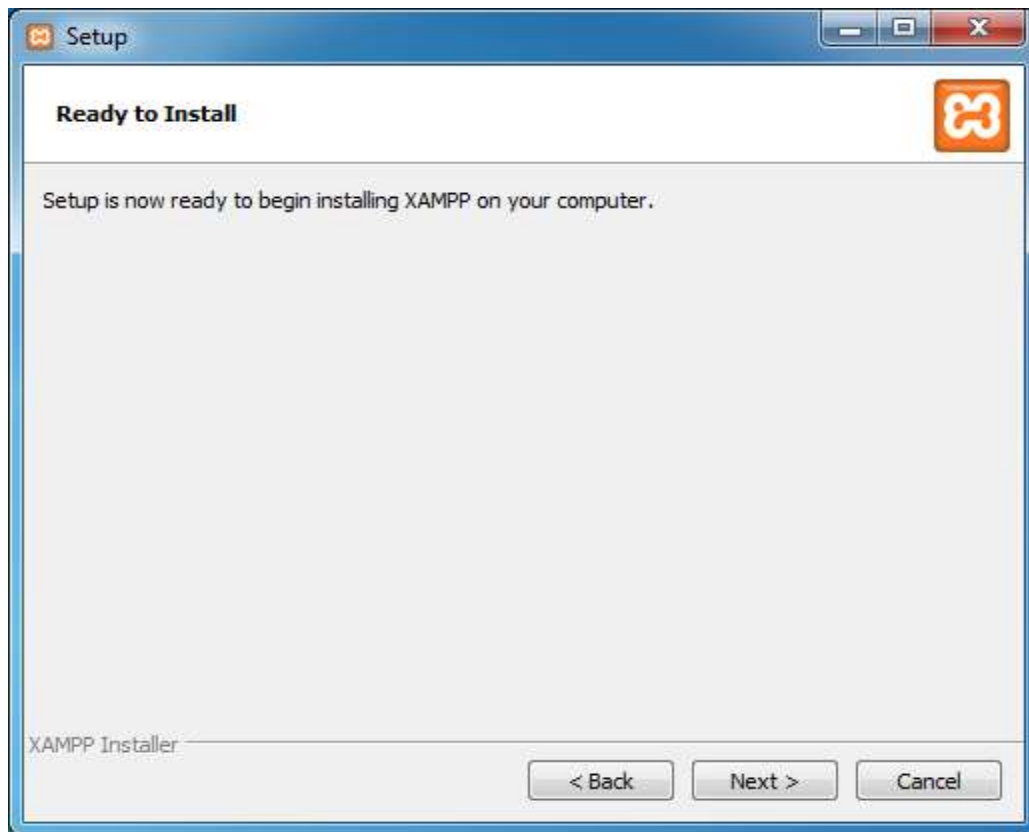 Setup
Ready to Install
Setup is now ready to begin installing XAMPP on your computer.
XAMPP Installer
< Back Next > Cancel